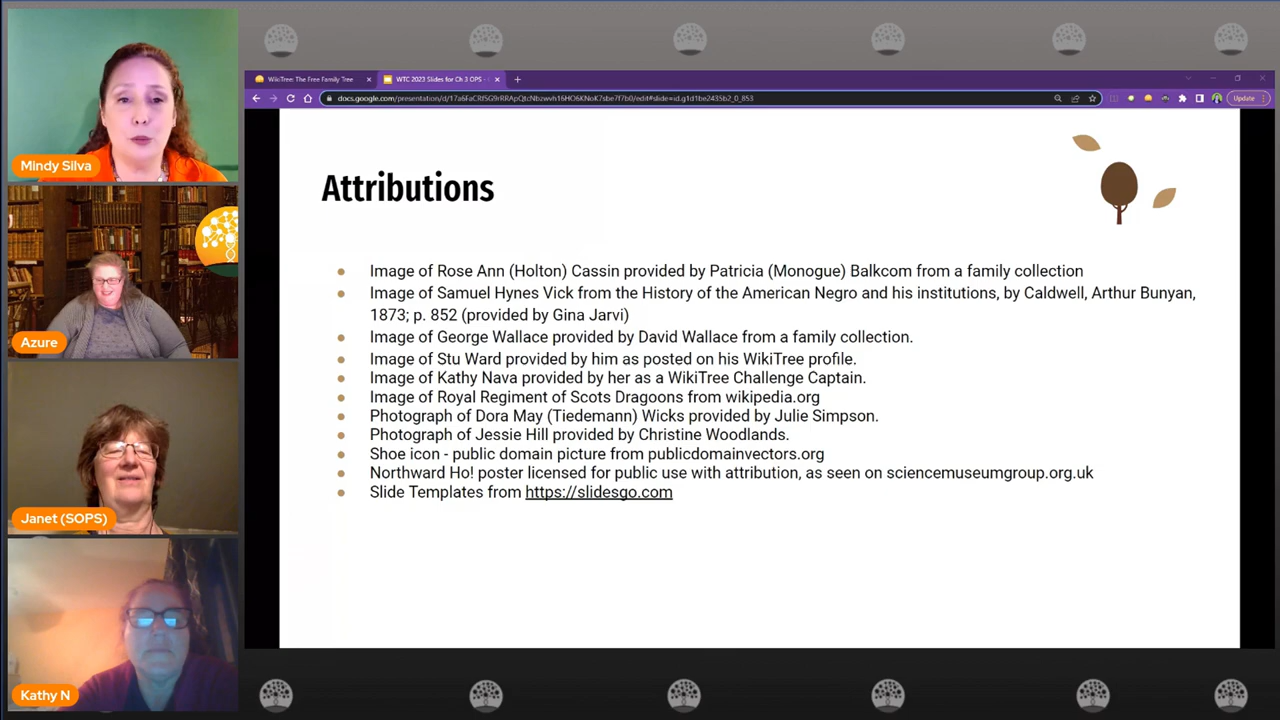 Mindy Silva
Azure
Janet (SOPS)
Kathy N
WikiTree: The Free Family Tree
WTC 2023 Slides for Ch 3 OPS -
Update
Attributions
Image of Rose Ann (Holton) Cassin provided by Patricia (Monogue) Balkcom from a family collection
Image of Samuel Hynes Vick from the History of the American Negro and his institutions, by Caldwell, Arthur Bunyan,
1873; p. 852 (provided by Gina Jarvi)
Image of George Wallace provided by David Wallace from a family collection.
Image of Stu Ward provided by him as posted on his WikiTree profile.
Image of Kathy Nava provided by her as a WikiTree Challenge Captain.
Image of Royal Regiment of Scots Dragoons from wikipedia.org
Photograph of Dora May (Tiedemann) Wicks provided by Julie Simpson.
Photograph of Jessie Hill provided by Christine Woodlands.
Shoe icon - public domain picture from publicdomainvectors.org
Northward Ho! poster licensed for public use with attribution, as seen on sciencemuseumgroup.org.uk
Slide Templates from https://slidesgo.com